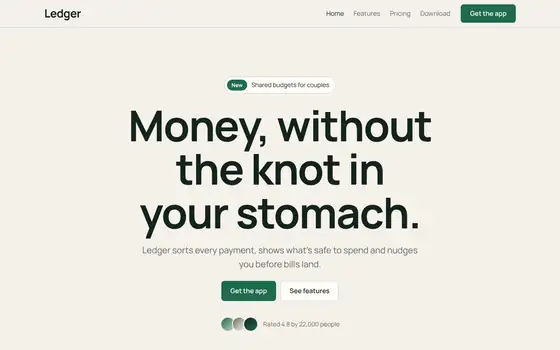 Ledger
Home Features Pricing Download Get the app
New Shared budgets for couples
Money, without
the knot in
your stomach.
Ledger sorts every payment, shows what's safe to spend and nudges
you before bills land.
Get the app See features
Rated 4.8 by 22,000 people